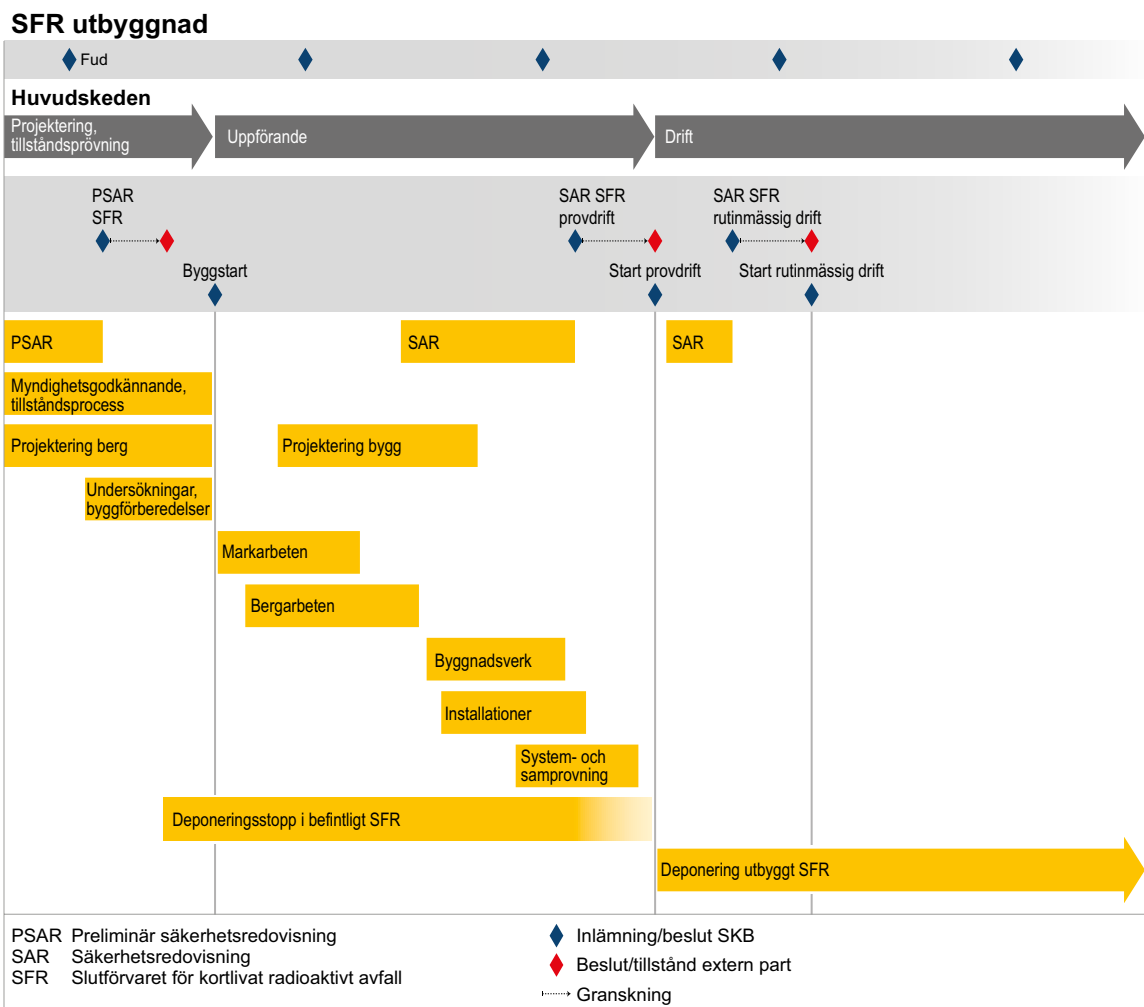 SFR utbyggnad
Fud
Huvudskeden
Projektering,
tillståndsprövning
Uppförande
Drift
PSAR
SFR
SAR SFR
provdrift
SAR SFR
rutinmässig drift
Byggstart
Start provdrift
Start rutinmässig drift
PSAR
SAR
SAR
Myndighetsgodkännande,
tillståndsprocess
Projektering berg
Projektering bygg
Undersökningar,
byggförberedelser
Markarbeten
Bergarbeten
Byggnadsverk
Installationer
System- och
samprovning
Deponeringsstopp i befintligt SFR
Deponering utbyggt SFR
PSAR Preliminär säkerhetsredovisning
SAR Säkerhetsredovisning
SFR Slutförvaret för kortlivat radioaktivt avfall
Inlämning/beslut SKB
Beslut/tillstånd extern part
Granskning